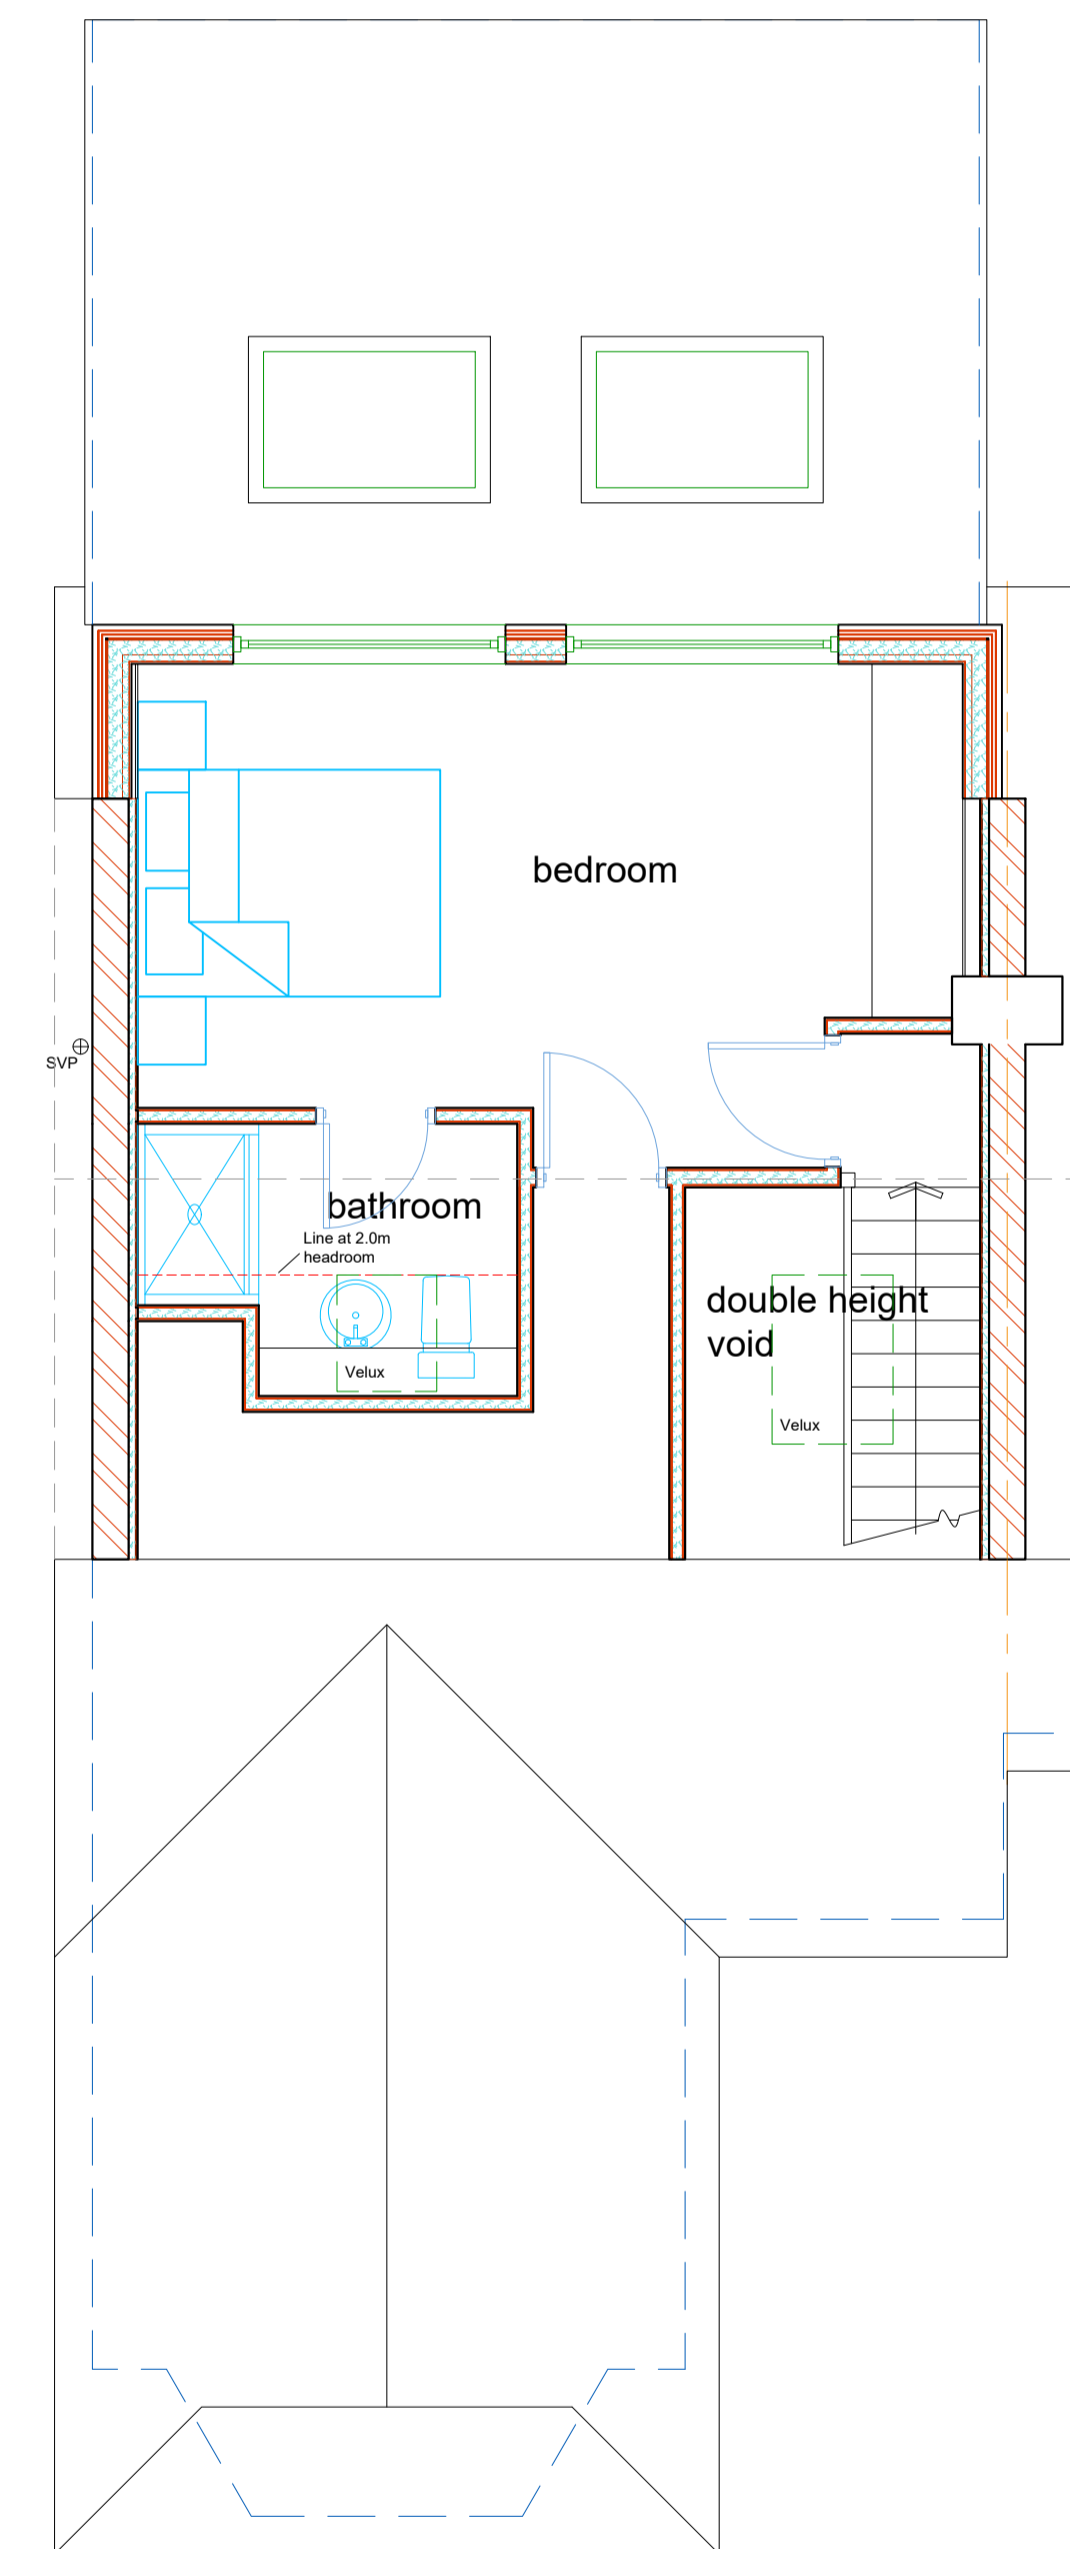 bedroom
SVP
bathroom
Line at 2.0m
headroom
double height
void
Velux
Velux